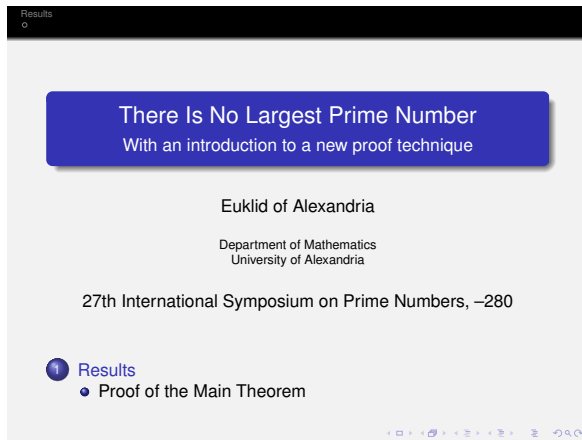 Results
There Is No Largest Prime Number
With an introduction to a new proof technique
Euklid of Alexandria
Department of Mathematics
University of Alexandria
27th International Symposium on Prime Numbers, –280
1 Results
Proof of the Main Theorem